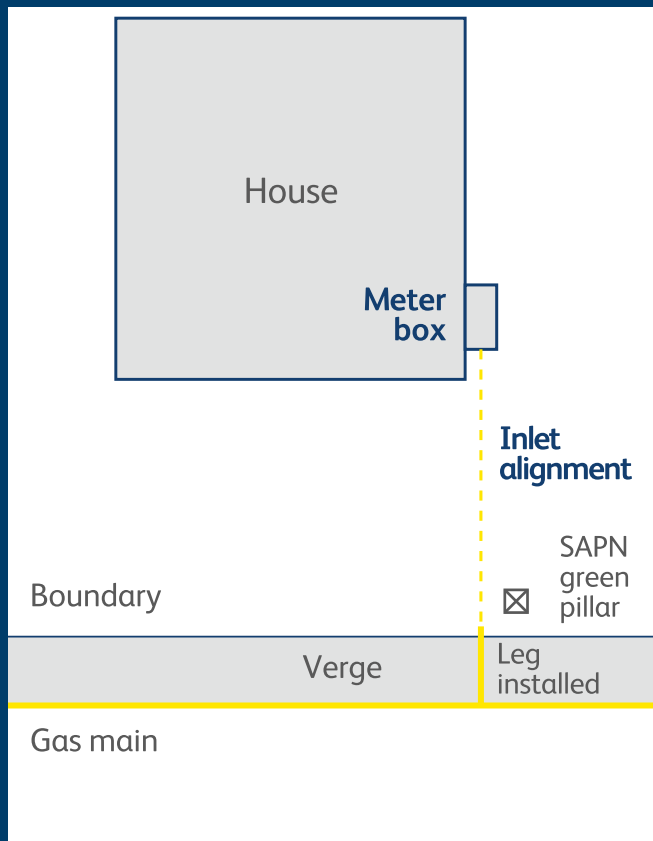 House
Meter
box
Inlet
alignment
SAPN
green
pillar
Boundary
Verge
Leg
installed
Gas main